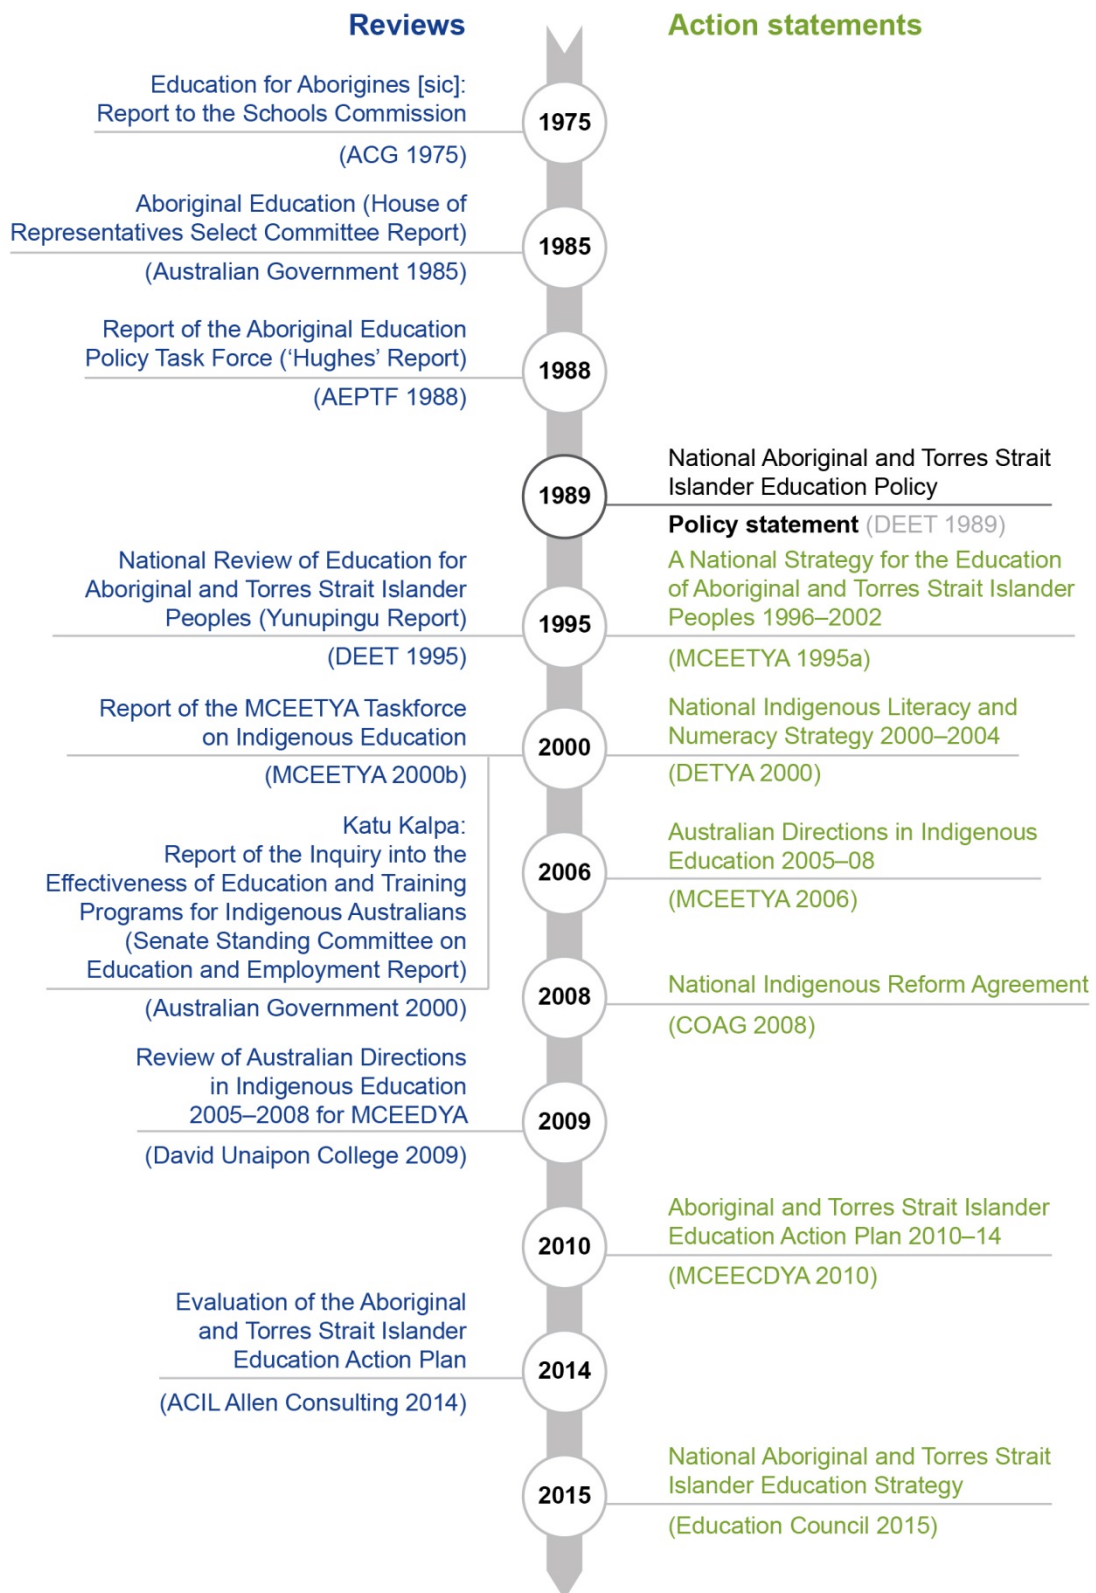 Reviews
Action statements
Education for Aborigines [sic]:
Report to the Schools Commission
(ACG 1975)
1975
Aboriginal Education (House of
Representatives Select Committee Report)
(Australian Government 1985)
1985
Report of the Aboriginal Education
Policy Task Force (‘Hughes’ Report)
(AEPTF 1988)
1988
1989
National Aboriginal and Torres Strait
Islander Education Policy
Policy statement (DEET 1989)
National Review of Education for
Aboriginal and Torres Strait Islander
Peoples (Yunupingu Report)
(DEET 1995)
1995
A National Strategy for the Education
of Aboriginal and Torres Strait Islander
Peoples 1996–2002
(MCEETYA 1995a)
Report of the MCEETYA Taskforce
on Indigenous Education
(MCEETYA 2000b)
2000
National Indigenous Literacy and
Numeracy Strategy 2000–2004
(DETYA 2000)
Katu Kalpa:
Report of the Inquiry into the
Effectiveness of Education and Training
Programs for Indigenous Australians
(Senate Standing Committee on
Education and Employment Report)
(Australian Government 2000)
2006
Australian Directions in Indigenous
Education 2005–08
(MCEETYA 2006)
2008
National Indigenous Reform Agreement
(COAG 2008)
Review of Australian Directions
in Indigenous Education
2005–2008 for MCEEDYA
(David Unaipon College 2009)
2009
2010
Aboriginal and Torres Strait Islander
Education Action Plan 2010–14
(MCEECDYA 2010)
Evaluation of the Aboriginal
and Torres Strait Islander
Education Action Plan
(ACIL Allen Consulting 2014)
2014
2015
National Aboriginal and Torres Strait
Islander Education Strategy
(Education Council 2015)